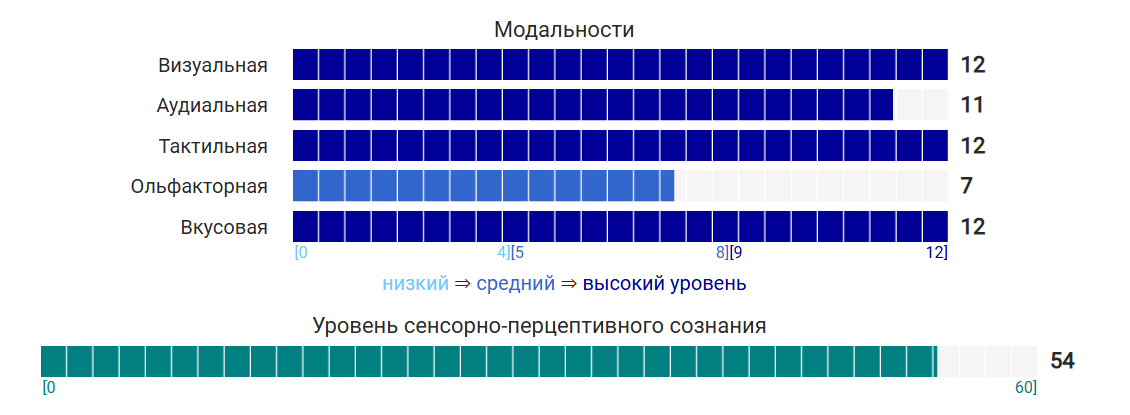 Модальности
Визуальная 12
Аудиальная 11
Тактильная 12
Ольфакторная 7
Вкусовая 12
[0 4][5 8][9 12]
низкий ⇒ средний ⇒ высокий уровень
Уровень сенсорно-перцептивного сознания
54
[0 60]